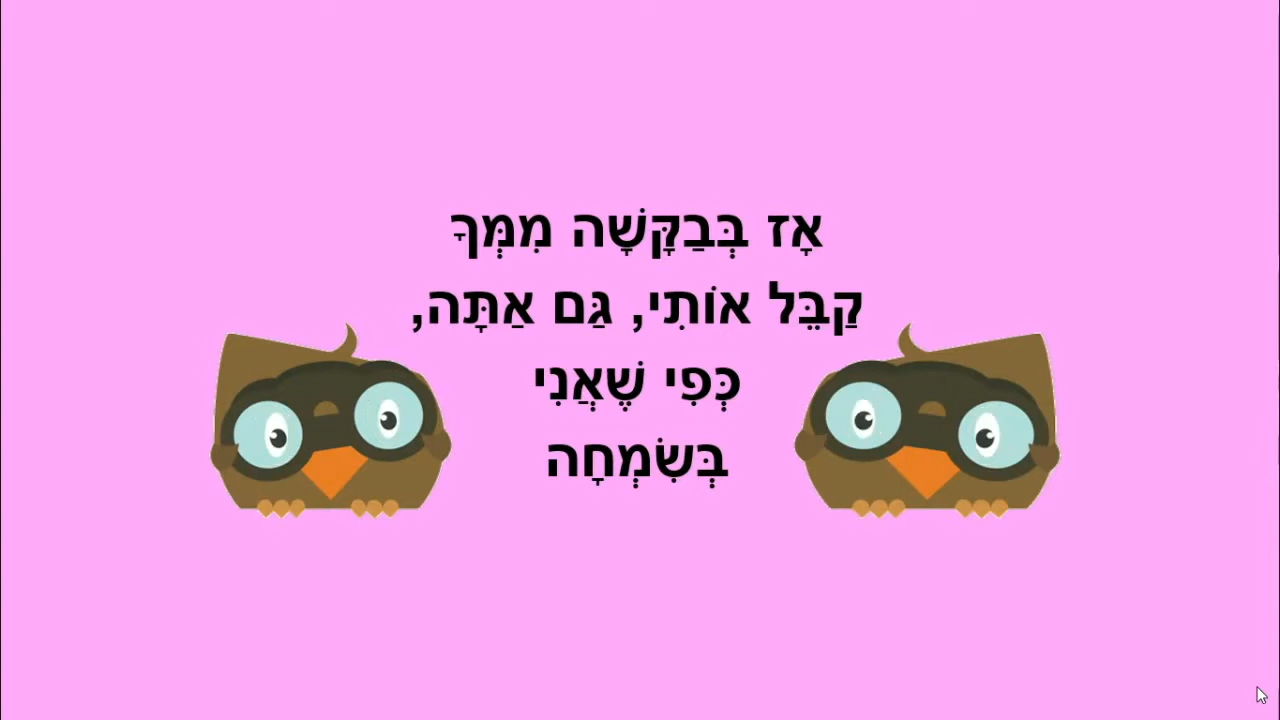 אָז בְּבַקָּשָׁה מִמְּךָ
קַבֵּל אוֹתִי, גַּם אַתָּה,
כְּפִי שֶׁאֲנִי
בְּשִׂמְחָה